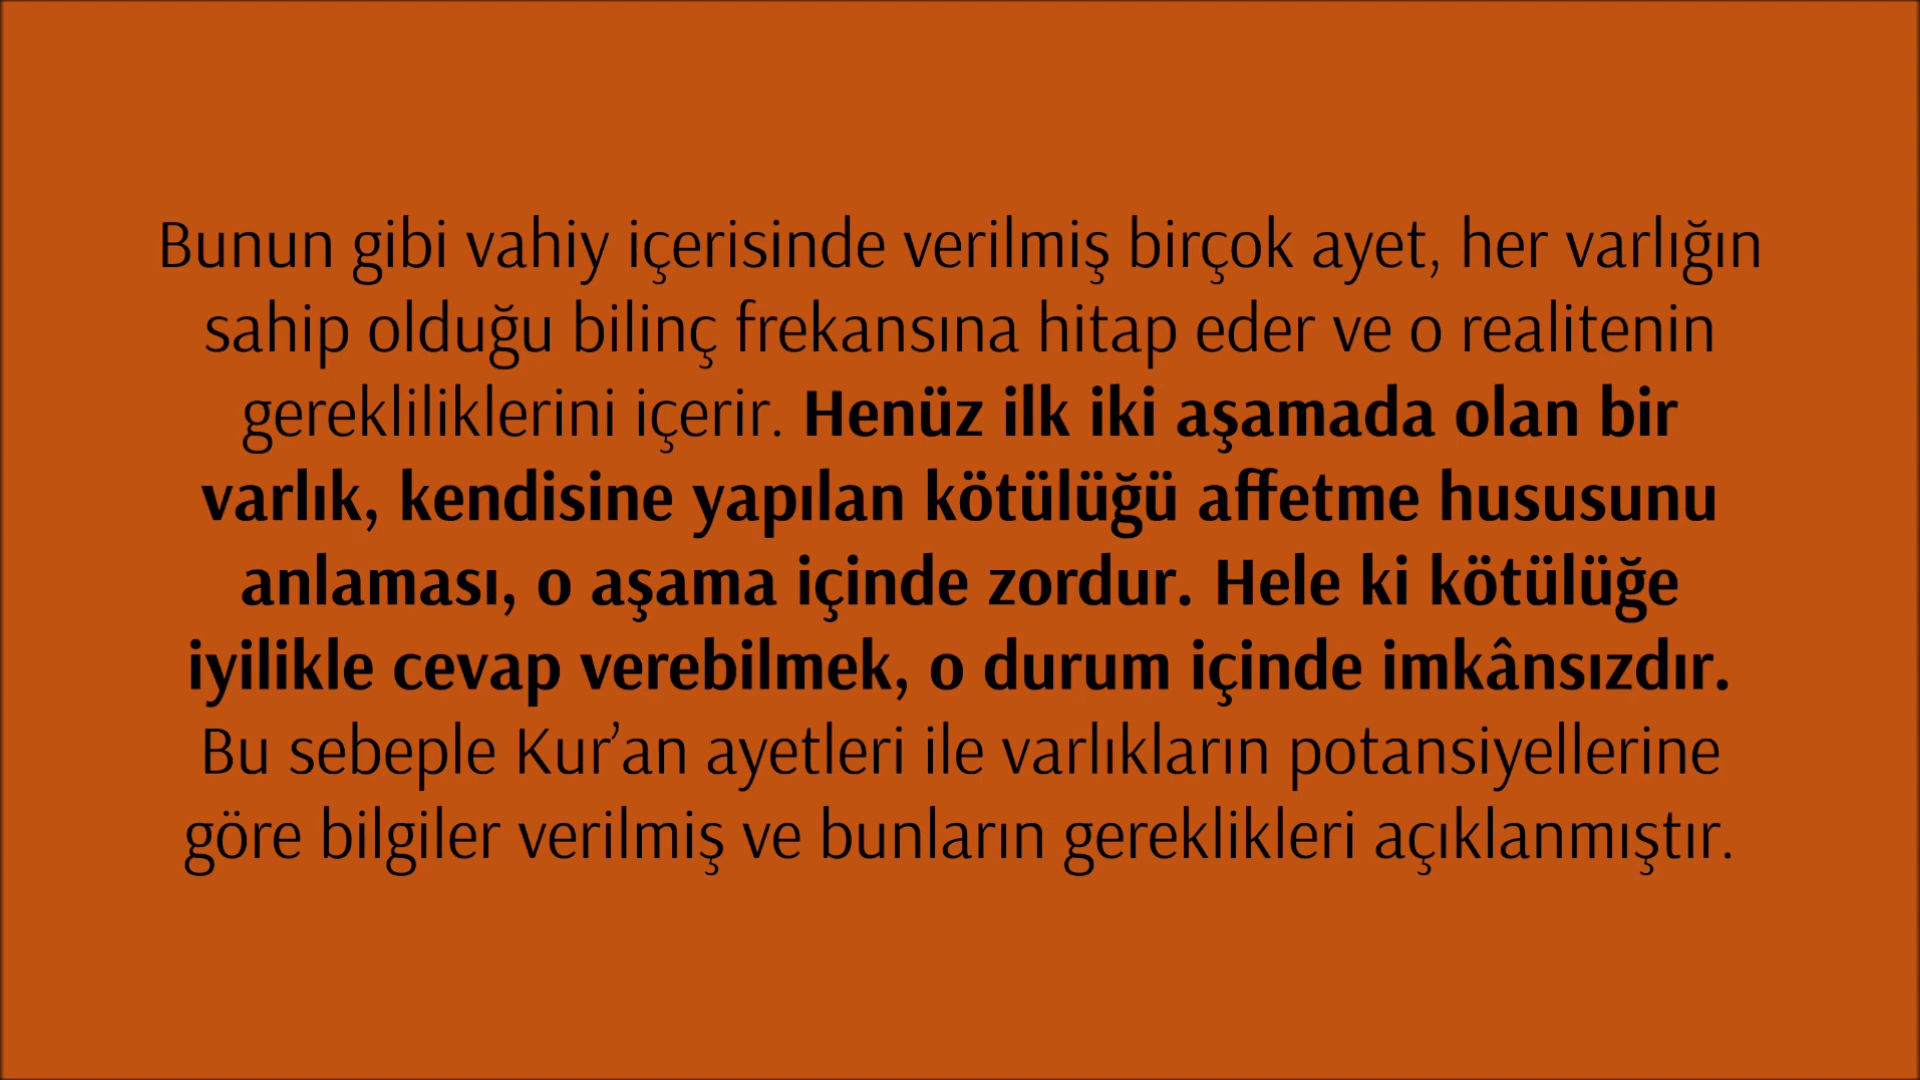 Bunun gibi vahiy içerisinde verilmiş birçok ayet, her varlığın
sahip olduğu bilinç frekansına hitap eder ve o realitenin
gerekliliklerini içerir. Henüz ilk iki aşamada olan bir
varlık, kendisine yapılan kötülüğü affetme hususunu
anlaması, o aşama içinde zordur. Hele ki kötülüğe
iyilikle cevap verebilmek, o durum içinde imkânsızdır.
Bu sebeple Kur’an ayetleri ile varlıkların potansiyellerine
göre bilgiler verilmiş ve bunların gereklikleri açıklanmıştır.